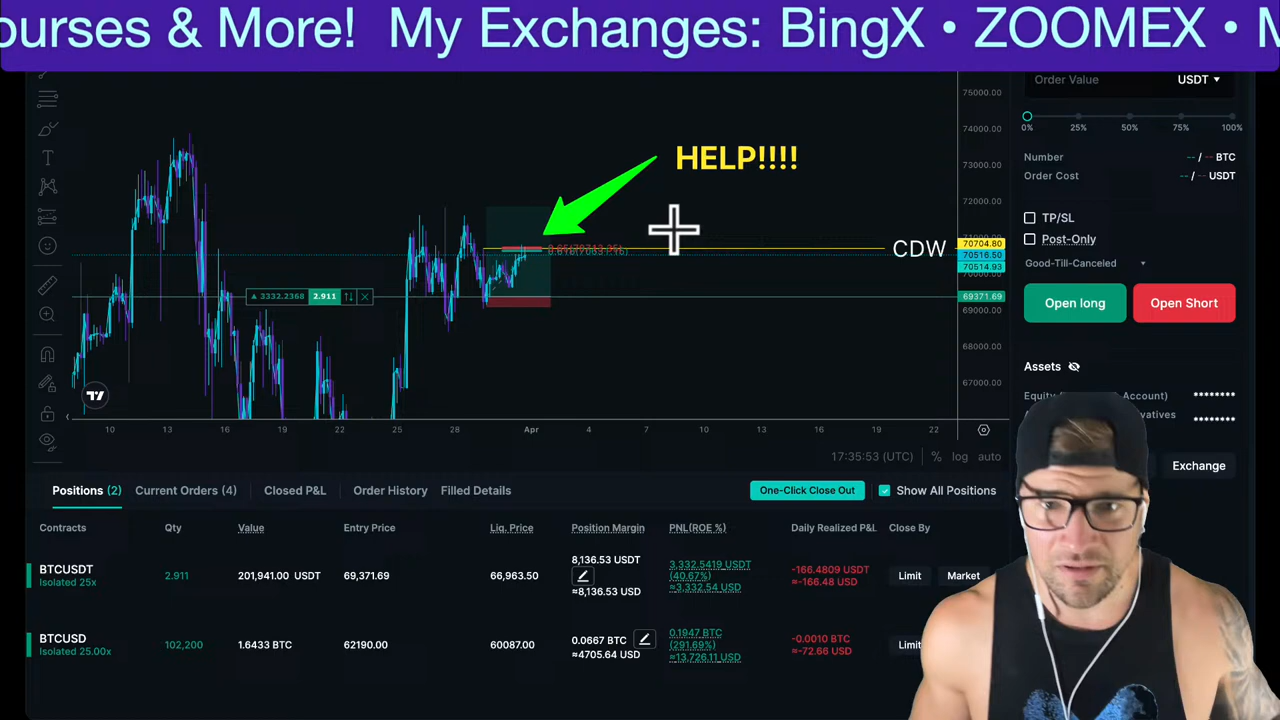 ourses & More!  My Exchanges: BingX • ZOOMEX • M
Order Value USDT
75000.00
0% 25% 50% 75% 100%
74000.00
HELP!!!!
Number -- / -- BTC
73000.00
Order Cost -- / -- USDT
72000.00
TP/SL
71000.00
Post-Only
CDW
70704.80
70516.50
70514.93
70000.00
Good-Till-Canceled
3332.2368 2.911
69371.69
Open long Open Short
69000.00
68000.00
Assets
67000.00
Account)
********
vatives ********
10 13 16 19 22 25 28 Apr 4 7 10 13 16 19 22
17:35:53 (UTC) % log auto
Exchange
Positions (2) Current Orders (4) Closed P&L Order History Filled Details One-Click Close Out Show All Positions
Contracts Qty Value Entry Price Liq. Price Position Margin PNL(ROE %) Daily Realized P&L Close By
BTCUSDT
Isolated 25x
2.911 201,941.00 USDT 69,371.69 66,963.50
8,136.53 USDT
≈8,136.53 USD
3,332.5419 USDT
(40.67%)
≈3,332.54 USD
-166.4809 USDT
≈-166.48 USD
Limit Market
BTCUSD
Isolated 25.00x
102,200 1.6433 BTC 62190.00 60087.00
0.0667 BTC
≈4705.64 USD
0.1947 BTC
(291.69%)
≈13,726.11 USD
-0.0010 BTC
≈-72.66 USD
Limit